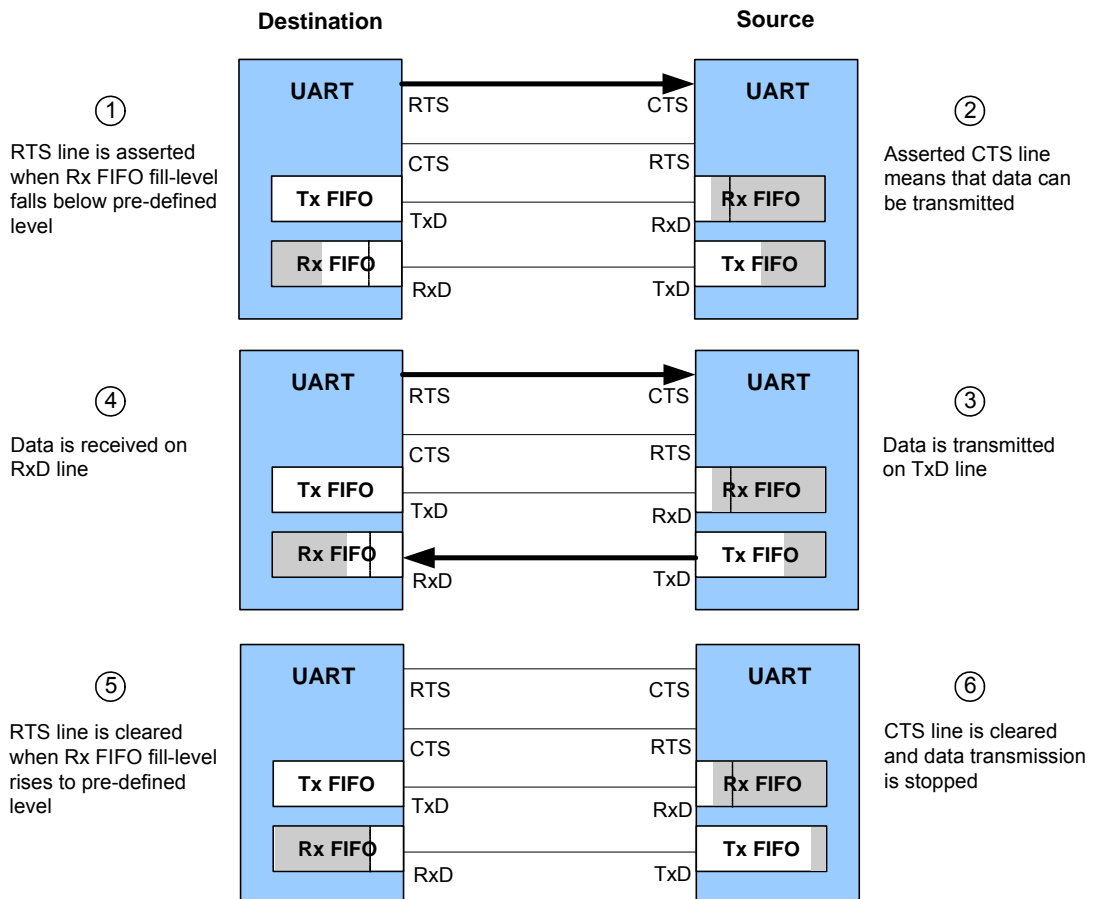 Destination
Source
①
RTS line is asserted
when Rx FIFO fill-level
falls below pre-defined
level
UART
RTS
CTS
Tx FIFO
TxD
Rx FIFO
RxD
UART
CTS
RTS
Rx FIFO
RxD
Tx FIFO
TxD
②
Asserted CTS line
means that data can
be transmitted
④
Data is received on
RxD line
UART
RTS
CTS
Tx FIFO
TxD
Rx FIFO
RxD
UART
CTS
RTS
Rx FIFO
RxD
Tx FIFO
TxD
③
Data is transmitted
on TxD line
⑤
RTS line is cleared
when Rx FIFO fill-level
rises to pre-defined
level
UART
RTS
CTS
Tx FIFO
TxD
Rx FIFO
RxD
UART
CTS
RTS
Rx FIFO
RxD
Tx FIFO
TxD
⑥
CTS line is cleared
and data transmission
is stopped